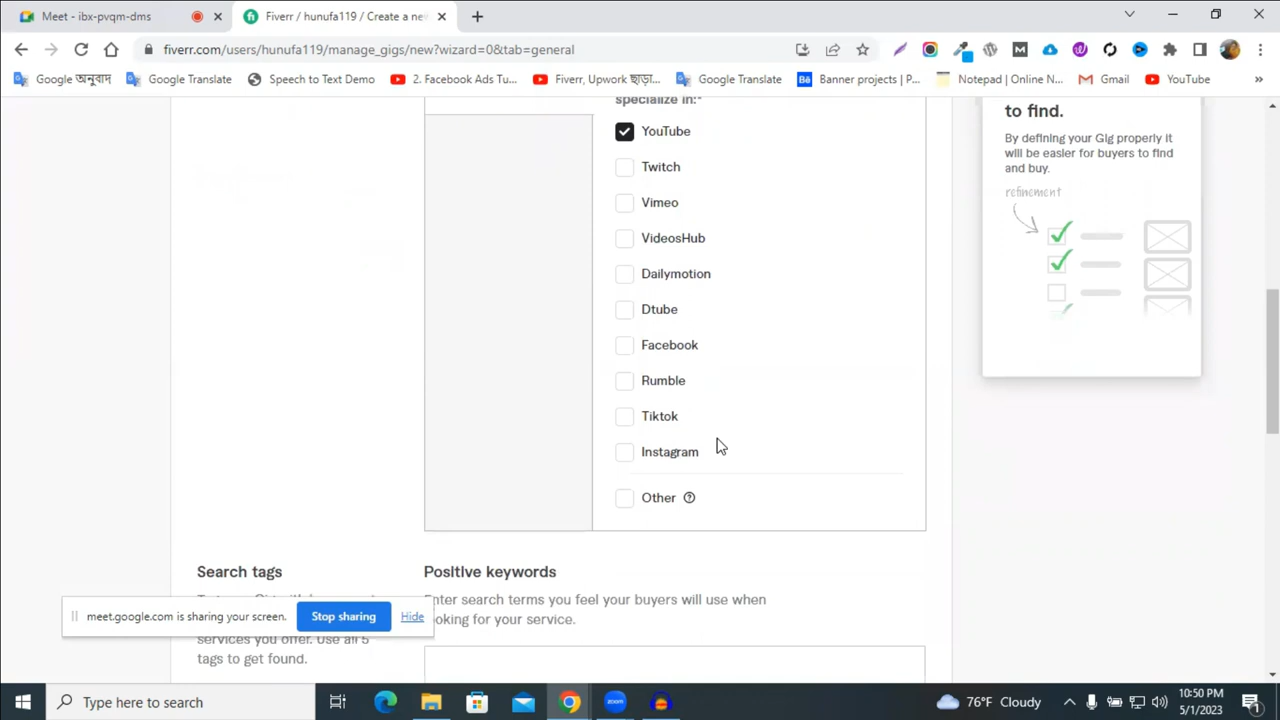 Meet - ibx-pvqm-dms
Fiverr / hunufa119 / Create a new
fiverr.com/users/hunufa119/manage_gigs/new?wizard=0&tab=general
Google অনুবাদ
Google Translate
Speech to Text Demo
2. Facebook Ads Tu...
Fiverr, Upwork ছাড়া...
Google Translate
Banner projects | P...
Notepad | Online N...
Gmail
YouTube
specialize in:*
YouTube
Twitch
Vimeo
VideosHub
Dailymotion
Dtube
Facebook
Rumble
Tiktok
Instagram
Other
to find.
By defining your Gig properly it
will be easier for buyers to find
and buy.
refinement
Search tags
services you offer. Use all 5
tags to get found.
Positive keywords
Enter search terms you feel your buyers will use when
looking for your service.
meet.google.com is sharing your screen.
Stop sharing
Hide
Type here to search
zoom
76°F Cloudy
10:50 PM
5/1/2023